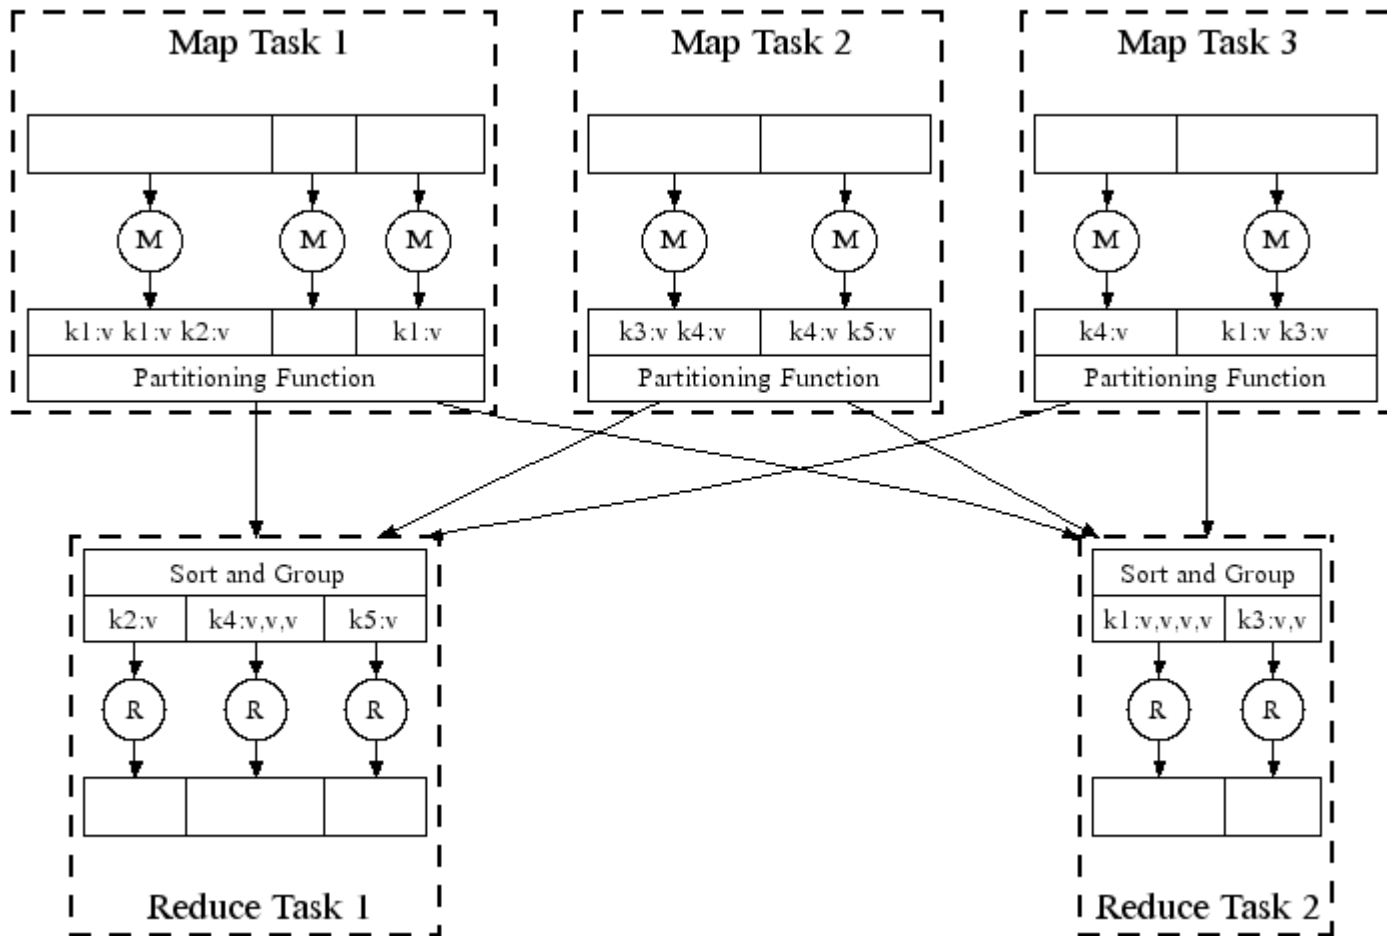 Map Task 1
Map Task 2
Map Task 3
M
M
M
M
M
M
M
k1:v k1:v k2:v
k1:v
k3:v k4:v
k4:v k5:v
k4:v
k1:v k3:v
Partitioning Function
Partitioning Function
Partitioning Function
Sort and Group
Sort and Group
k2:v
k4:v,v,v
k5:v
k1:v,v,v,v
k3:v,v
R
R
R
R
R
Reduce Task 1
Reduce Task 2